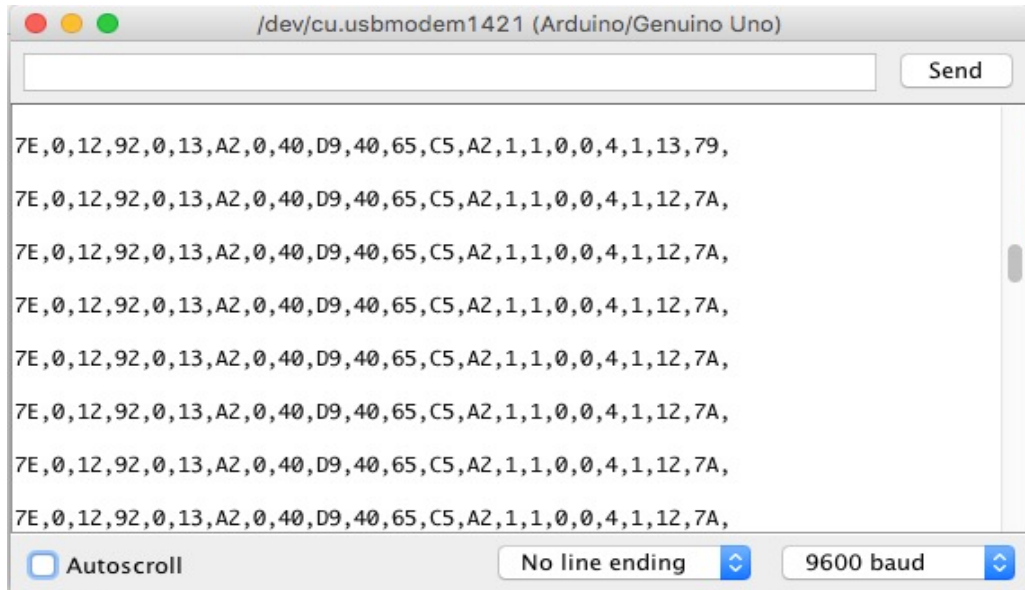 /dev/cu.usbmodem1421 (Arduino/Genuino Uno)
Send
7E,0,12,92,0,13,A2,0,40,D9,40,65,C5,A2,1,1,0,0,4,1,13,79,
7E,0,12,92,0,13,A2,0,40,D9,40,65,C5,A2,1,1,0,0,4,1,12,7A,
7E,0,12,92,0,13,A2,0,40,D9,40,65,C5,A2,1,1,0,0,4,1,12,7A,
7E,0,12,92,0,13,A2,0,40,D9,40,65,C5,A2,1,1,0,0,4,1,12,7A,
7E,0,12,92,0,13,A2,0,40,D9,40,65,C5,A2,1,1,0,0,4,1,12,7A,
7E,0,12,92,0,13,A2,0,40,D9,40,65,C5,A2,1,1,0,0,4,1,12,7A,
7E,0,12,92,0,13,A2,0,40,D9,40,65,C5,A2,1,1,0,0,4,1,12,7A,
7E,0,12,92,0,13,A2,0,40,D9,40,65,C5,A2,1,1,0,0,4,1,12,7A,
Autoscroll No line ending 9600 baud